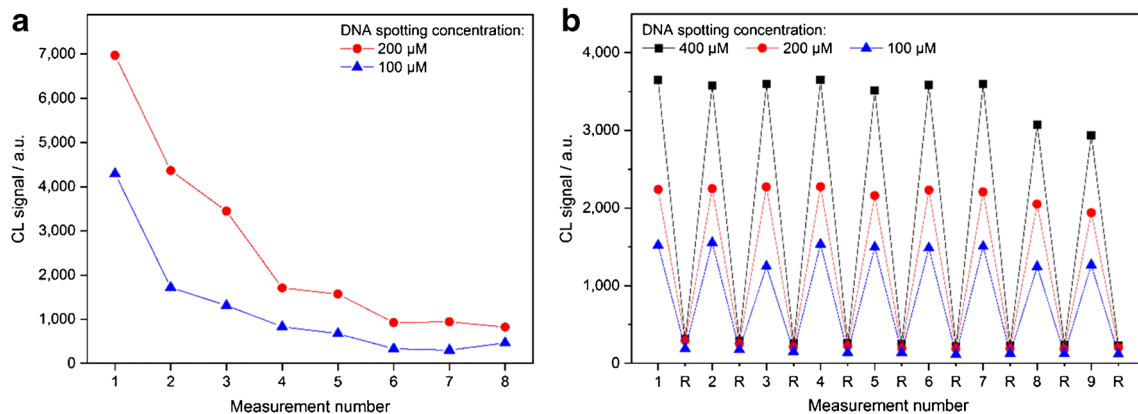 a
DNA spotting concentration:
200 µM
100 µM
7,000
6,000
5,000
4,000
3,000
2,000
1,000
0
CL signal / a.u.
1 2 3 4 5 6 7 8
Measurement number
b
DNA spotting concentration:
400 µM 200 µM 100 µM
4,000
3,000
2,000
1,000
0
CL signal / a.u.
1 R 2 R 3 R 4 R 5 R 6 R 7 R 8 R 9 R
Measurement number